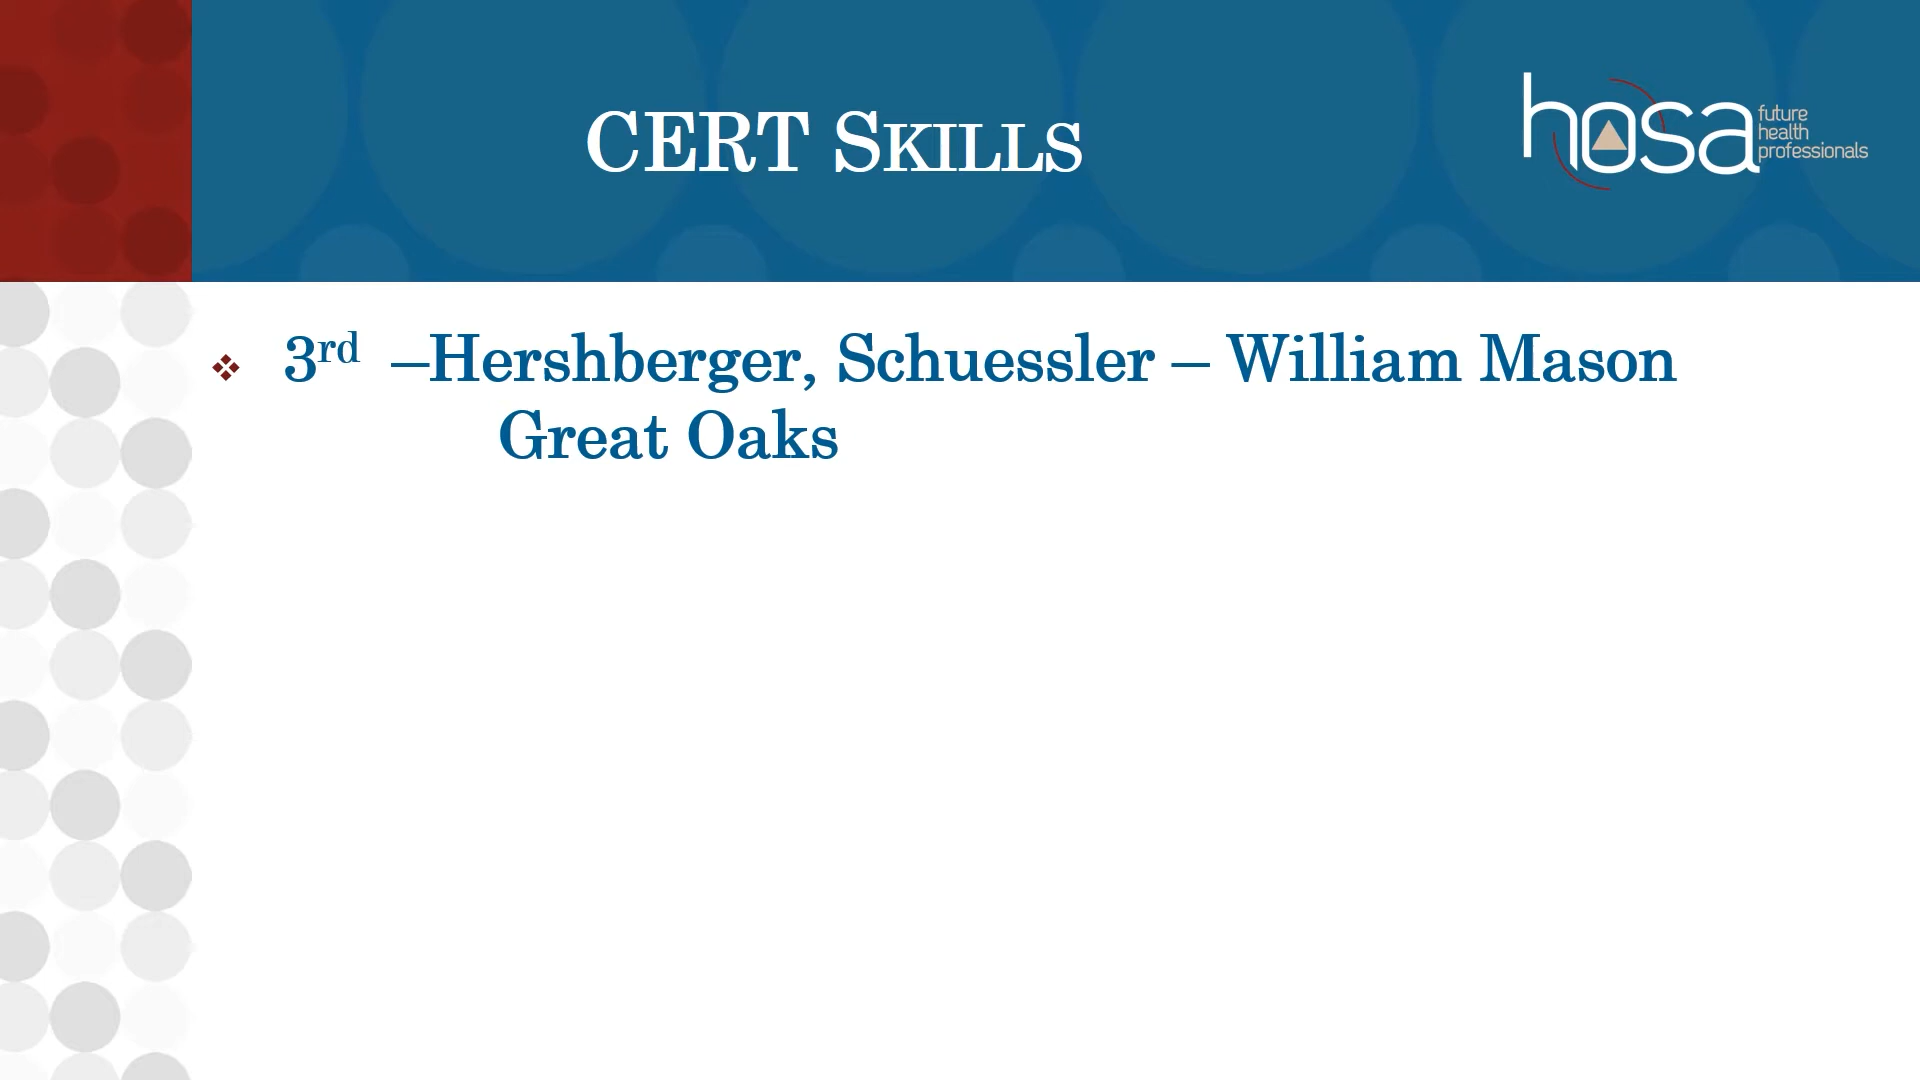 CERT SKILLS
hosa
future
health
professionals
❖ 3rd –Hershberger, Schuessler – William Mason
Great Oaks